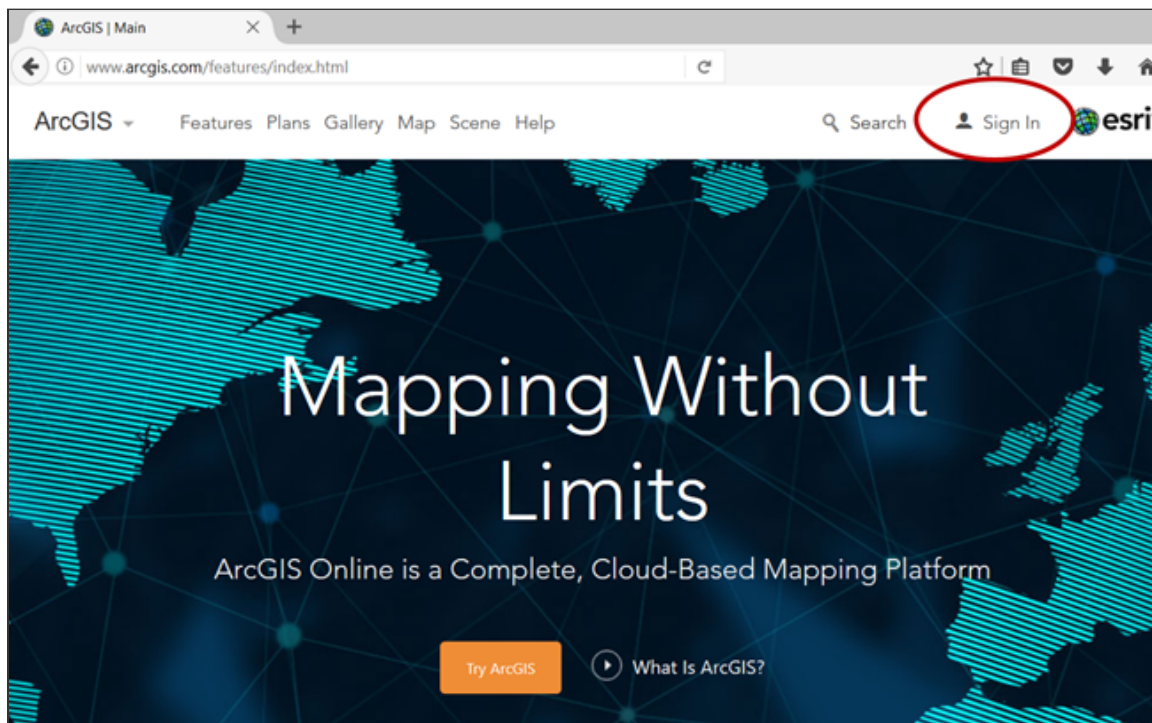 ArcGIS | Main
www.arcgis.com/features/index.html
ArcGIS Features Plans Gallery Map Scene Help Search Sign In esri
Mapping Without
Limits
ArcGIS Online is a Complete, Cloud-Based Mapping Platform
Try ArcGIS What Is ArcGIS?